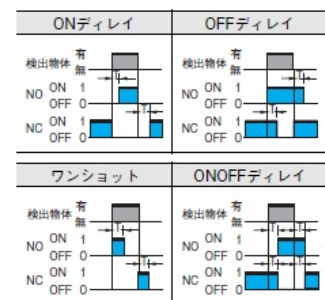 ONディレイ
OFFディレイ
検出物体 有
無
T
NO ON 1
OFF 0
T
NC ON 1
OFF 0
検出物体 有
無
T
NO ON 1
OFF 0
T
NC ON 1
OFF 0
ワンショット
ONOFFディレイ
検出物体 有
無
T
NO ON 1
OFF 0
T
NC ON 1
OFF 0
検出物体 有
無
T T
NO ON 1
OFF 0
T T
NC ON 1
OFF 0